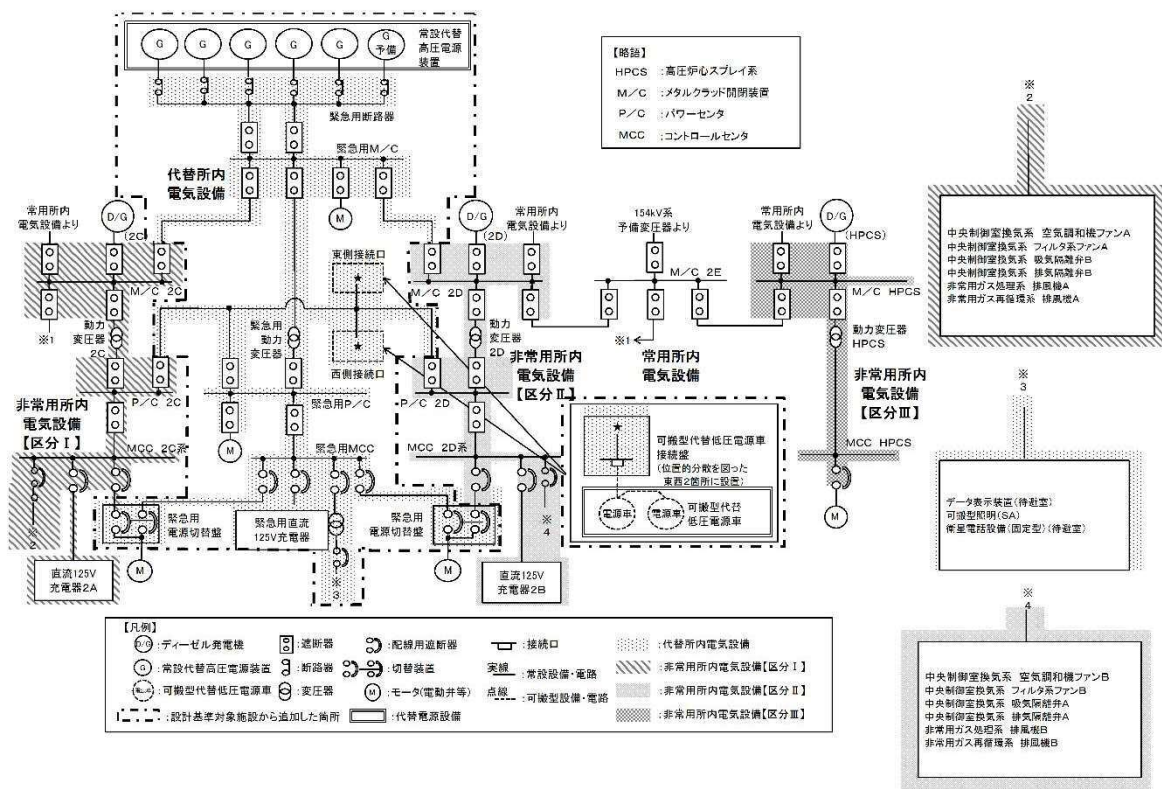 G
G
G
G
G
G
予備
常設代替
高圧電源
装置
緊急用断路器
緊急用M/C
代替所内
電気設備
【略語】
HPCS :高圧炉心スプレイ系
M/C :メタルクラッド開閉装置
P/C :パワーセンタ
MCC :コントロールセンタ
※2
中央制御室換気系 空気調和機ファンA
中央制御室換気系 フィルタ系ファンA
中央制御室換気系 吸気隔離弁B
中央制御室換気系 排気隔離弁B
非常用ガス処理系 排風機A
非常用ガス再循環系 排風機A
常用所内
電気設備より
D/G
(2C)
M
D/G
(2D)
常用所内
電気設備より
154kV系
予備変圧器より
常用所内
電気設備より
D/G
(HPCS)
東側接続口
★
M/C 2C
M/C 2D
M/C 2E
M/C HPCS
※1
動力
変圧器
2C
緊急用
動力
変圧器
★
西側接続口
動力
変圧器
2D
※1
常用所内
電気設備
動力変圧器
HPCS
非常用所内
電気設備
【区分Ⅱ】
非常用所内
電気設備
【区分Ⅲ】
P/C 2C
緊急用P/C
P/C 2D
非常用所内
電気設備
【区分Ⅰ】
M
MCC 2C系
緊急用MCC
MCC 2D系
MCC HPCS
★
可搬型代替低圧電源車
接続盤
(位置的分散を図った
東西2箇所に設置)
電源車
電源車
可搬型代替
低圧電源車
※2
緊急用
電源切替盤
緊急用直流
125V充電器
緊急用
電源切替盤
※4
M
直流125V
充電器2A
M
※3
M
直流125V
充電器2B
M
※3
データ表示装置(待避室)
可搬型照明(SA)
衛星電話設備(固定型)(待避室)
※4
中央制御室換気系 空気調和機ファンB
中央制御室換気系 フィルタ系ファンB
中央制御室換気系 吸気隔離弁A
中央制御室換気系 排気隔離弁A
非常用ガス処理系 排風機B
非常用ガス再循環系 排風機B
【凡例】
D/G :ディーゼル発電機
:遮断器
:配線用遮断器
:接続口
:代替所内電気設備
G :常設代替高圧電源装置
:断路器
:切替装置
実線
:常設設備・電路
:非常用所内電気設備【区分Ⅰ】
:可搬型代替低圧電源車
:変圧器
M :モータ(電動弁等)
点線
:可搬型設備・電路
:非常用所内電気設備【区分Ⅱ】
:設計基準対象施設から追加した箇所
:代替電源設備
:非常用所内電気設備【区分Ⅲ】